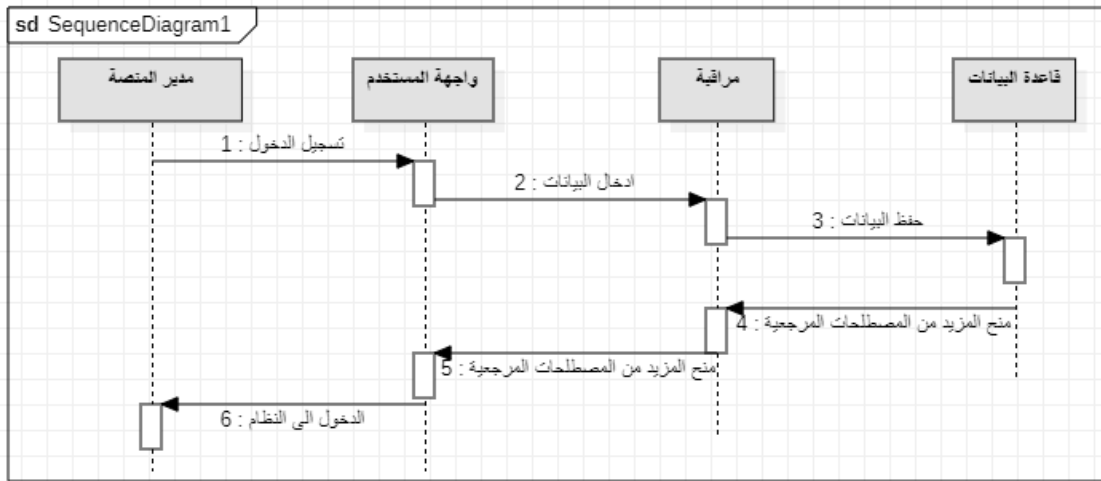 sd SequenceDiagram1
مدير المنصة
واجهة المستخدم
مراقبة
قاعدة البيانات
1 : تسجيل الدخول
2 : ادخال البيانات
3 : حفظ البيانات
4 : منح المزيد من المصطلحات المرجعية
5 : منح المزيد من المصطلحات المرجعية
6 : الدخول الى النظام